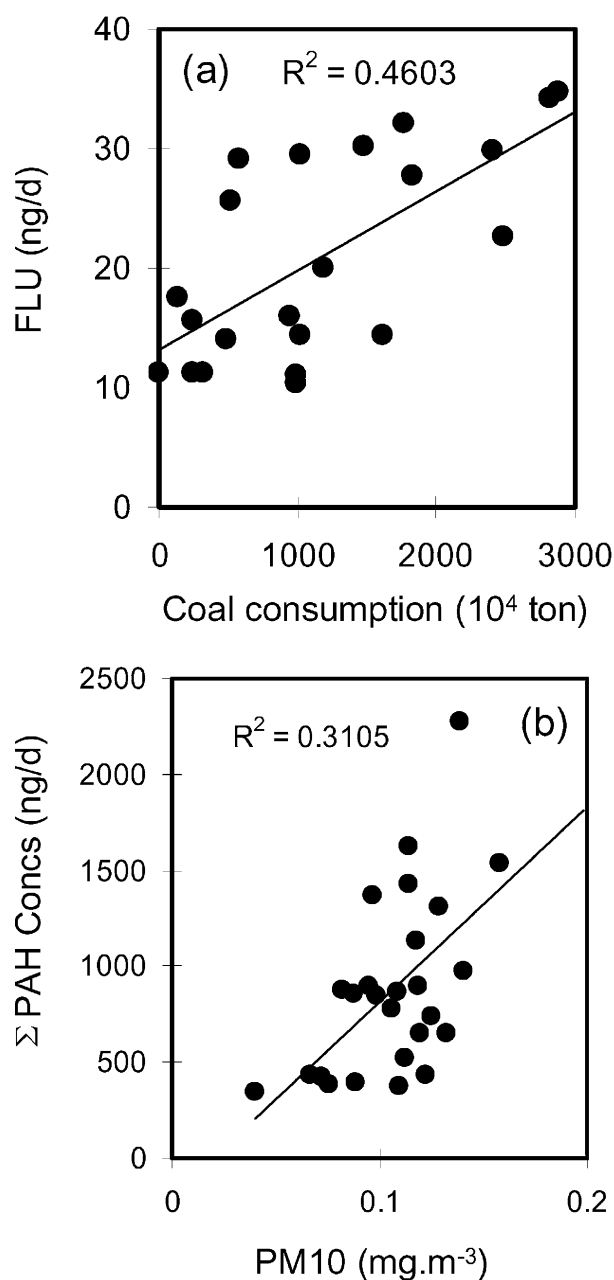 40
(a)
R² = 0.4603
30
20
10
0
FLU (ng/d)
0 1000 2000 3000
Coal consumption (10⁴ ton)
2500
(b)
R² = 0.3105
2000
1500
1000
500
0
Σ PAH Concs (ng/d)
0 0.1 0.2
PM10 (mg.m⁻³)